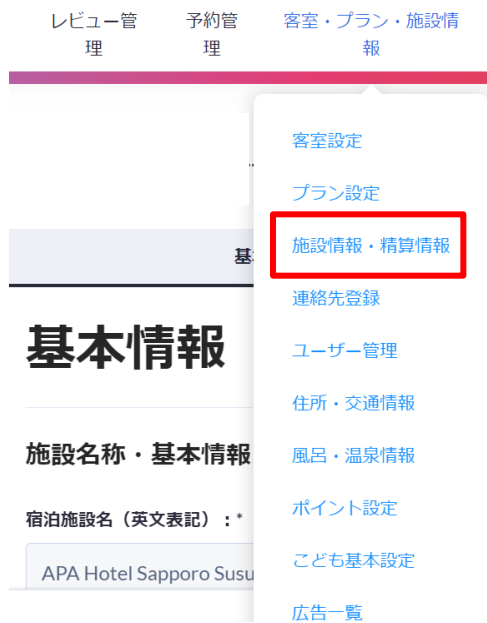 レビュー管
理
予約管
理
客室・プラン・施設情
報
客室設定
プラン設定
施設情報・精算情報
連絡先登録
ユーザー管理
住所・交通情報
風呂・温泉情報
ポイント設定
こども基本設定
広告一覧
基本情報
施設名称・基本情報
宿泊施設名（英文表記）：*
APA Hotel Sapporo Susu